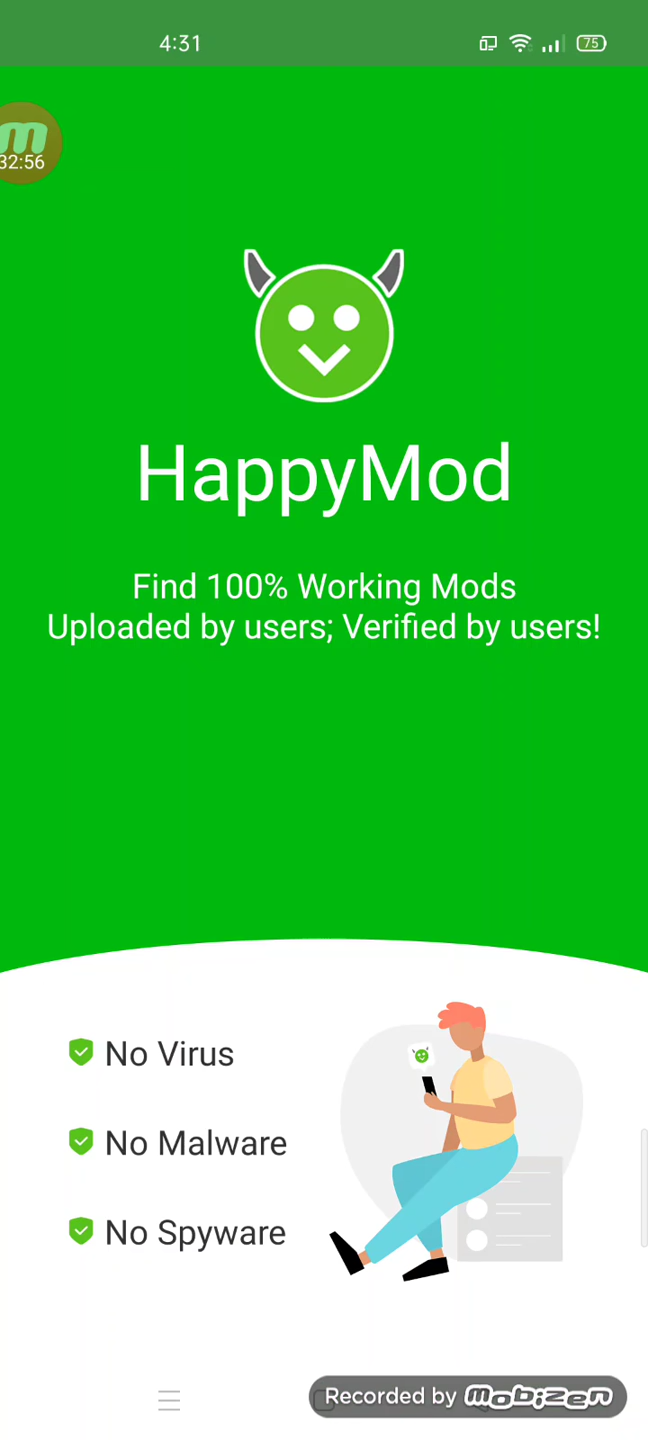 4:31
75
m
32:56
HappyMod
Find 100% Working Mods
Uploaded by users; Verified by users!
No Virus
No Malware
No Spyware
Recorded by mobizen